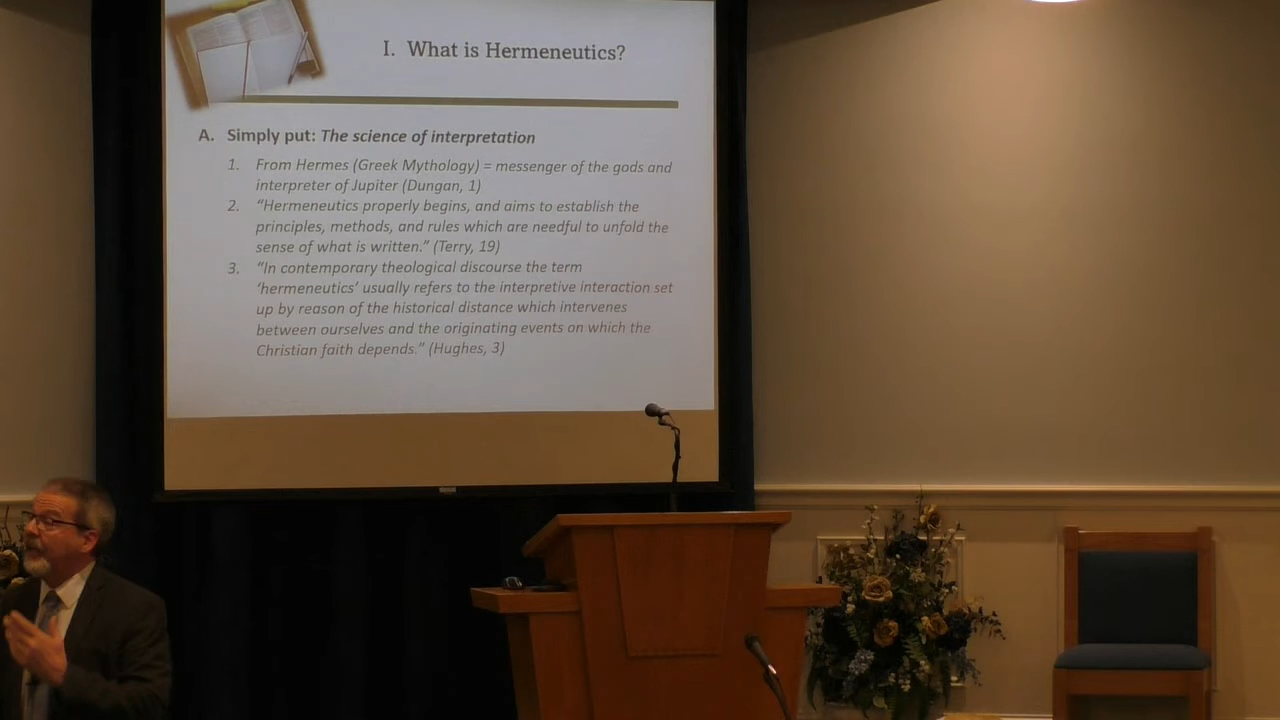 I. What is Hermeneutics?
A. Simply put: The science of interpretation
1. From Hermes (Greek Mythology) = messenger of the gods and
interpreter of Jupiter (Dungan, 1)
2. “Hermeneutics properly begins, and aims to establish the
principles, methods, and rules which are needful to unfold the
sense of what is written.” (Terry, 19)
3. “In contemporary theological discourse the term
‘hermeneutics’ usually refers to the interpretive interaction set
up by reason of the historical distance which intervenes
between ourselves and the originating events on which the
Christian faith depends.” (Hughes, 3)